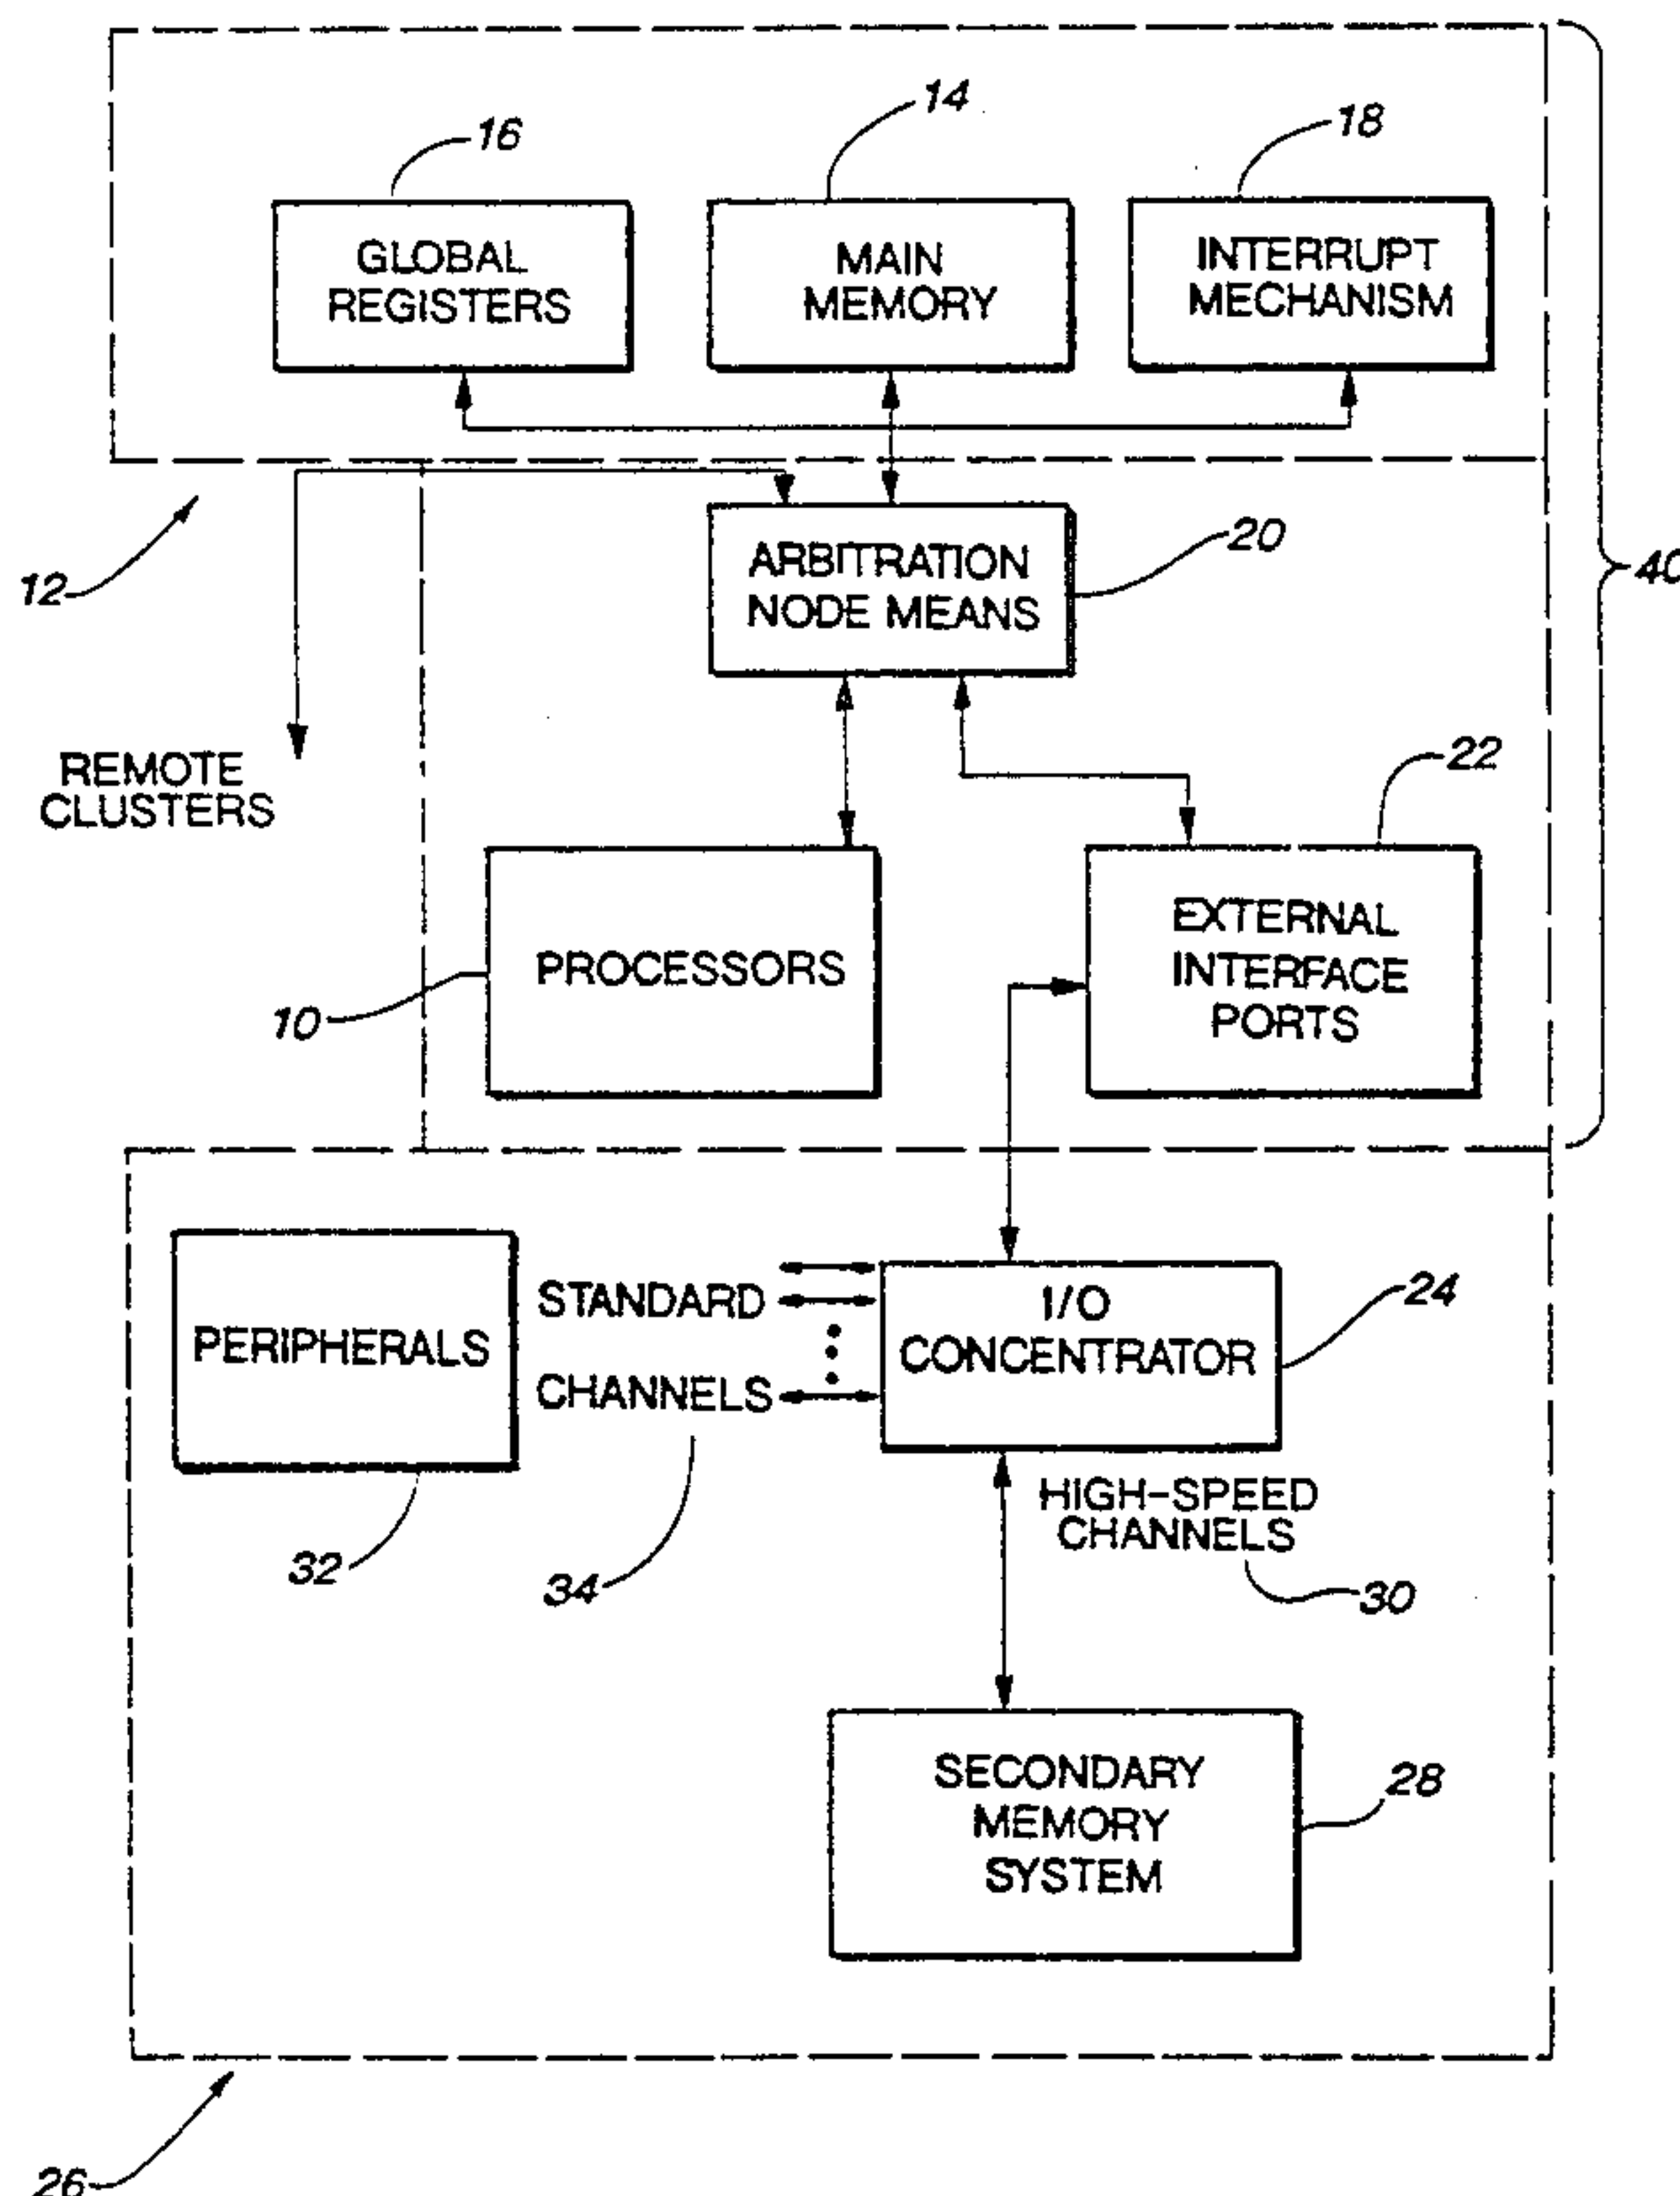 16
14
18
GLOBAL
REGISTERS
MAIN
MEMORY
INTERRUPT
MECHANISM
12
ARBITRATION
NODE MEANS
20
40
REMOTE
CLUSTERS
22
PROCESSORS
10
EXTERNAL
INTERFACE
PORTS
PERIPHERALS
32
STANDARD
CHANNELS
34
I/O
CONCENTRATOR
24
HIGH-SPEED
CHANNELS
30
SECONDARY
MEMORY
SYSTEM
28
26